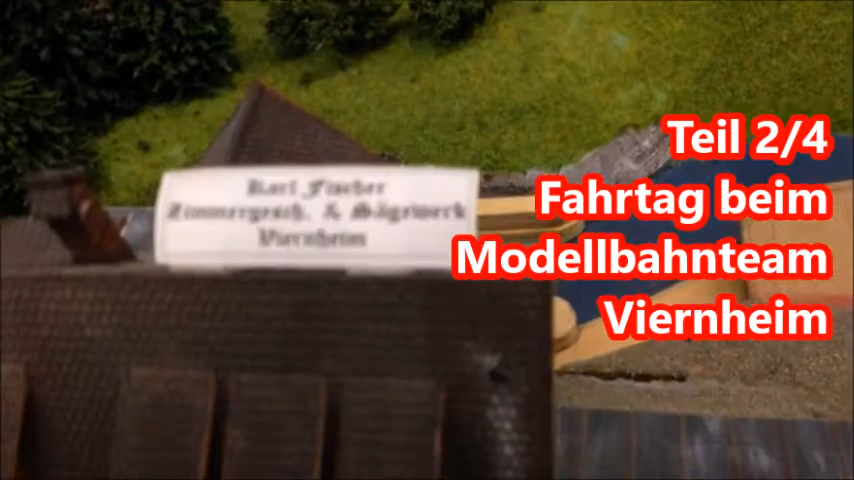 Karl Fischer
Zimmergesch. & Sägewerk
Viernheim
Teil 2/4
Fahrtag beim
Modellbahnteam
Viernheim